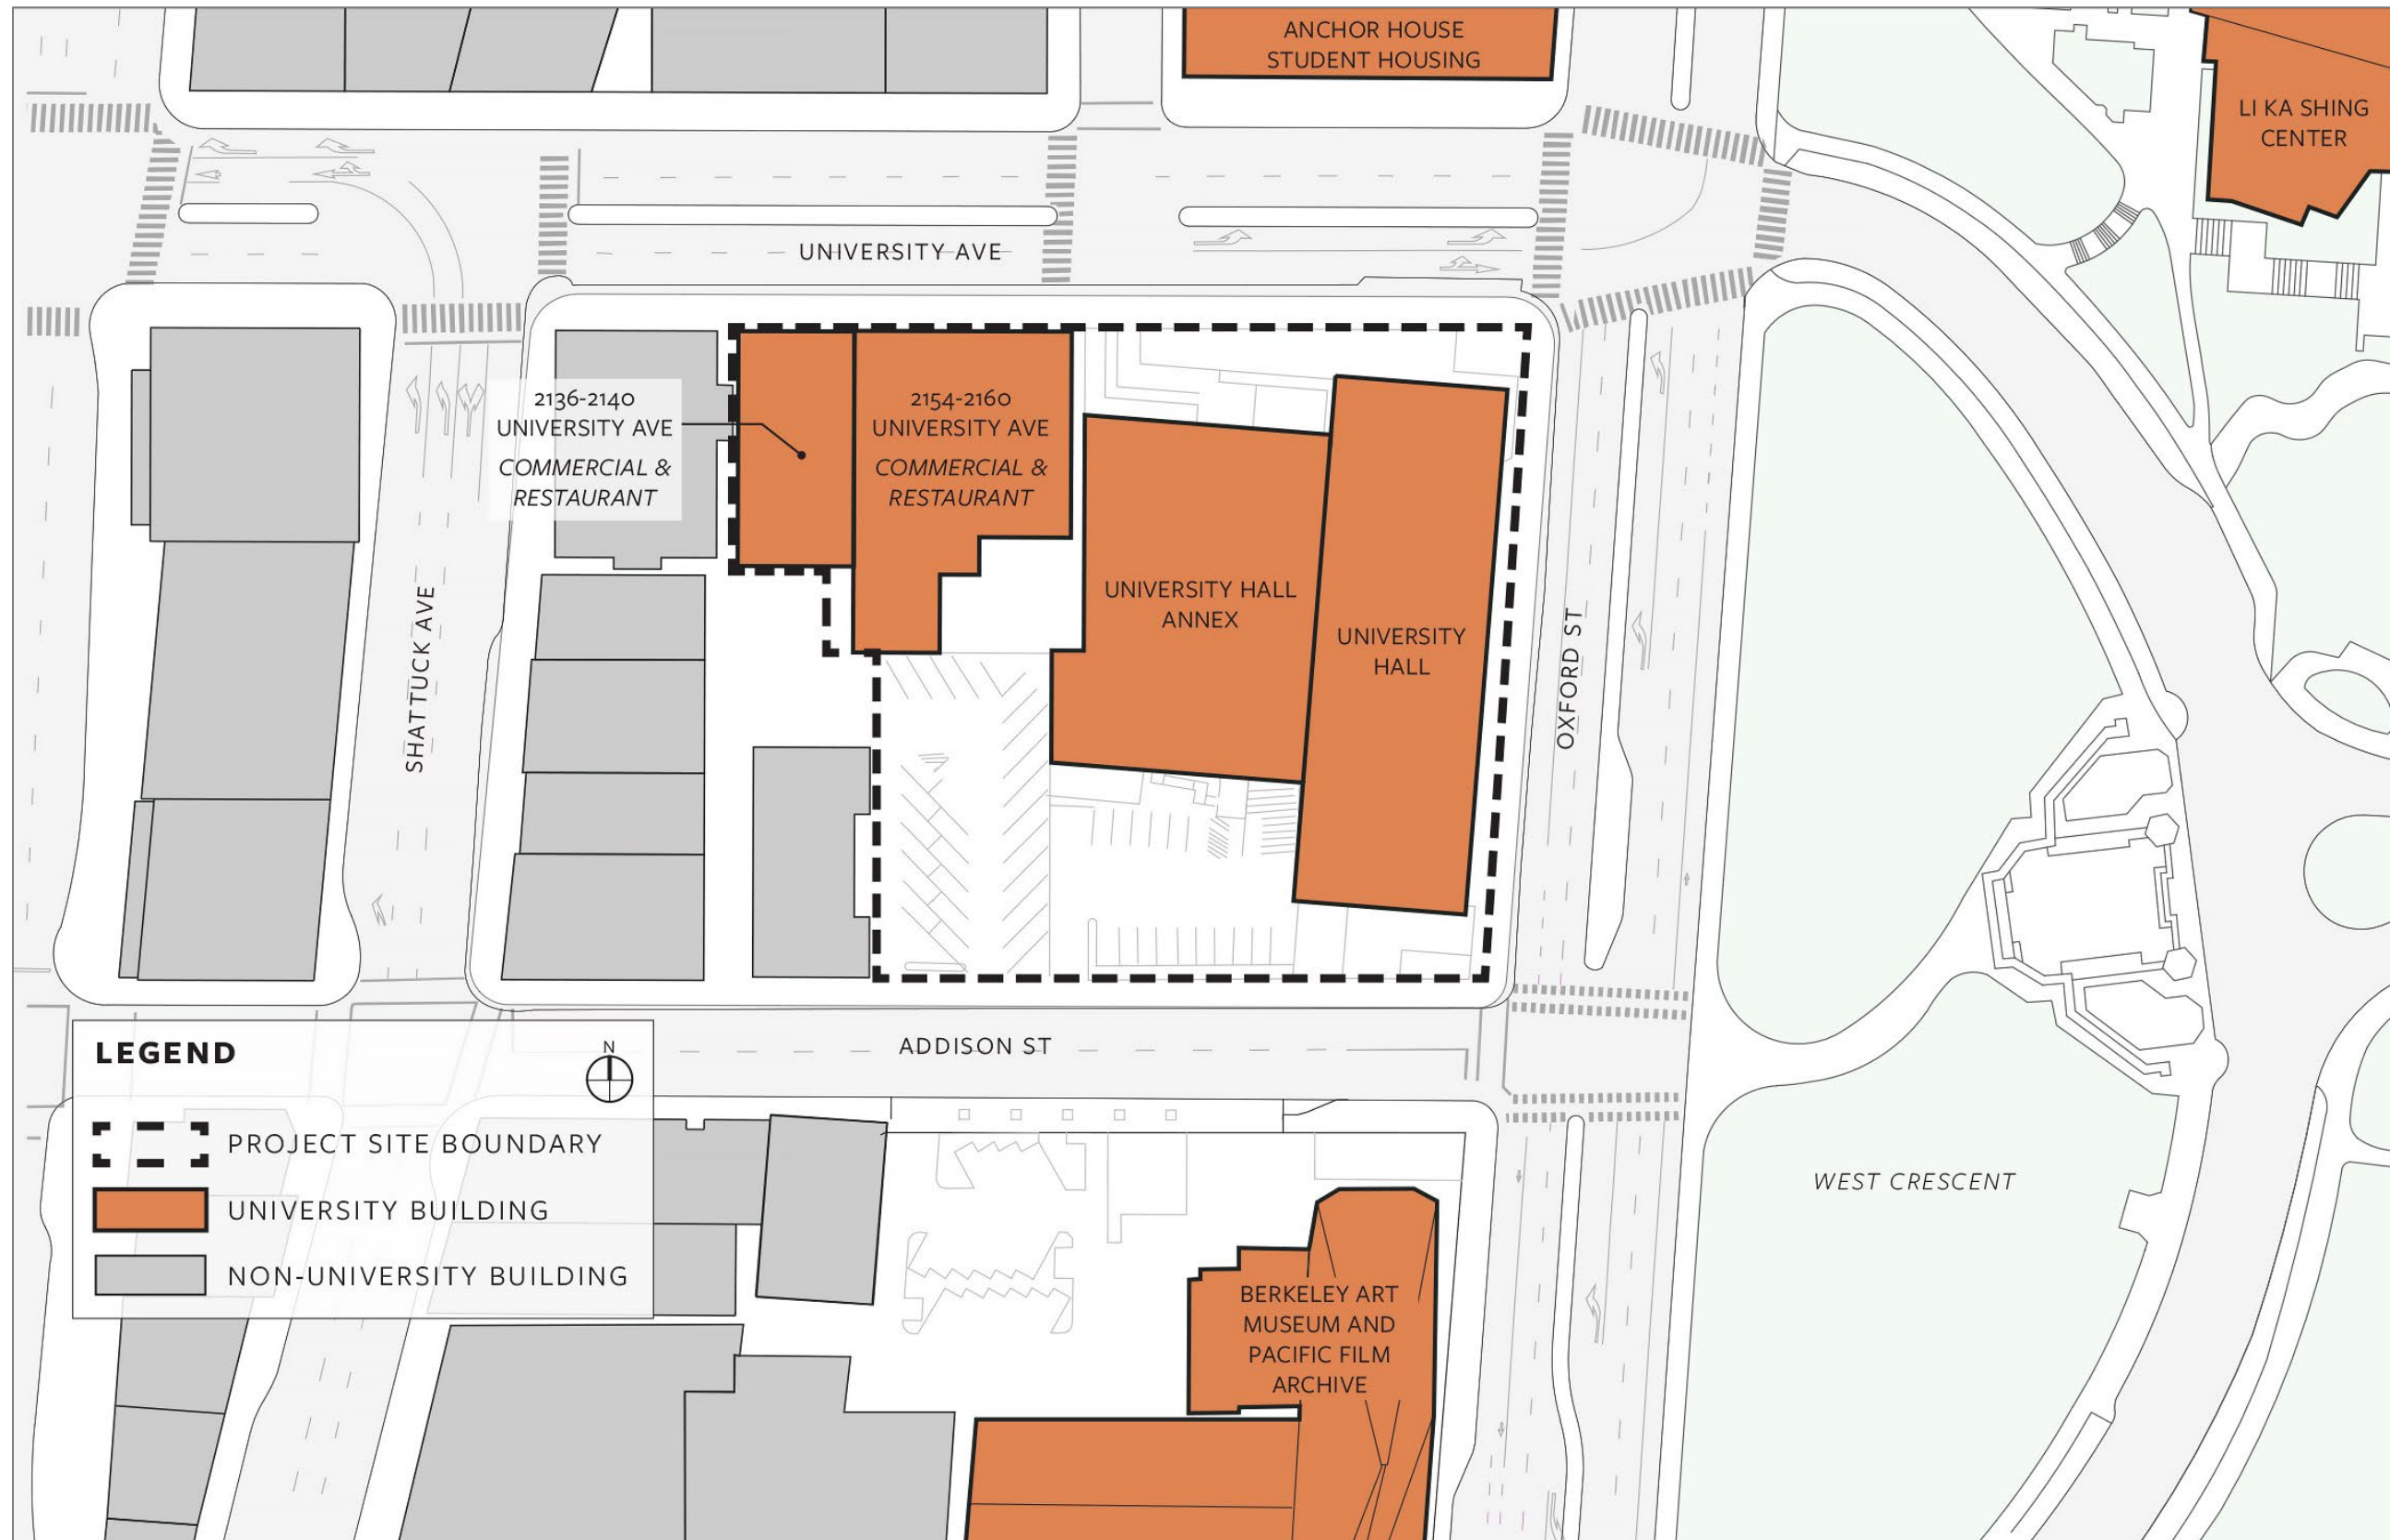 ANCHOR HOUSE
STUDENT HOUSING
LI KA SHING
CENTER
UNIVERSITY AVE
2136-2140
UNIVERSITY AVE
COMMERCIAL &
RESTAURANT
2154-2160
UNIVERSITY AVE
COMMERCIAL &
RESTAURANT
UNIVERSITY HALL
ANNEX
UNIVERSITY
HALL
SHATTUCK AVE
OXFORD ST
ADDISON ST
LEGEND
N
PROJECT SITE BOUNDARY
UNIVERSITY BUILDING
NON-UNIVERSITY BUILDING
WEST CRESCENT
BERKELEY ART
MUSEUM AND
PACIFIC FILM
ARCHIVE